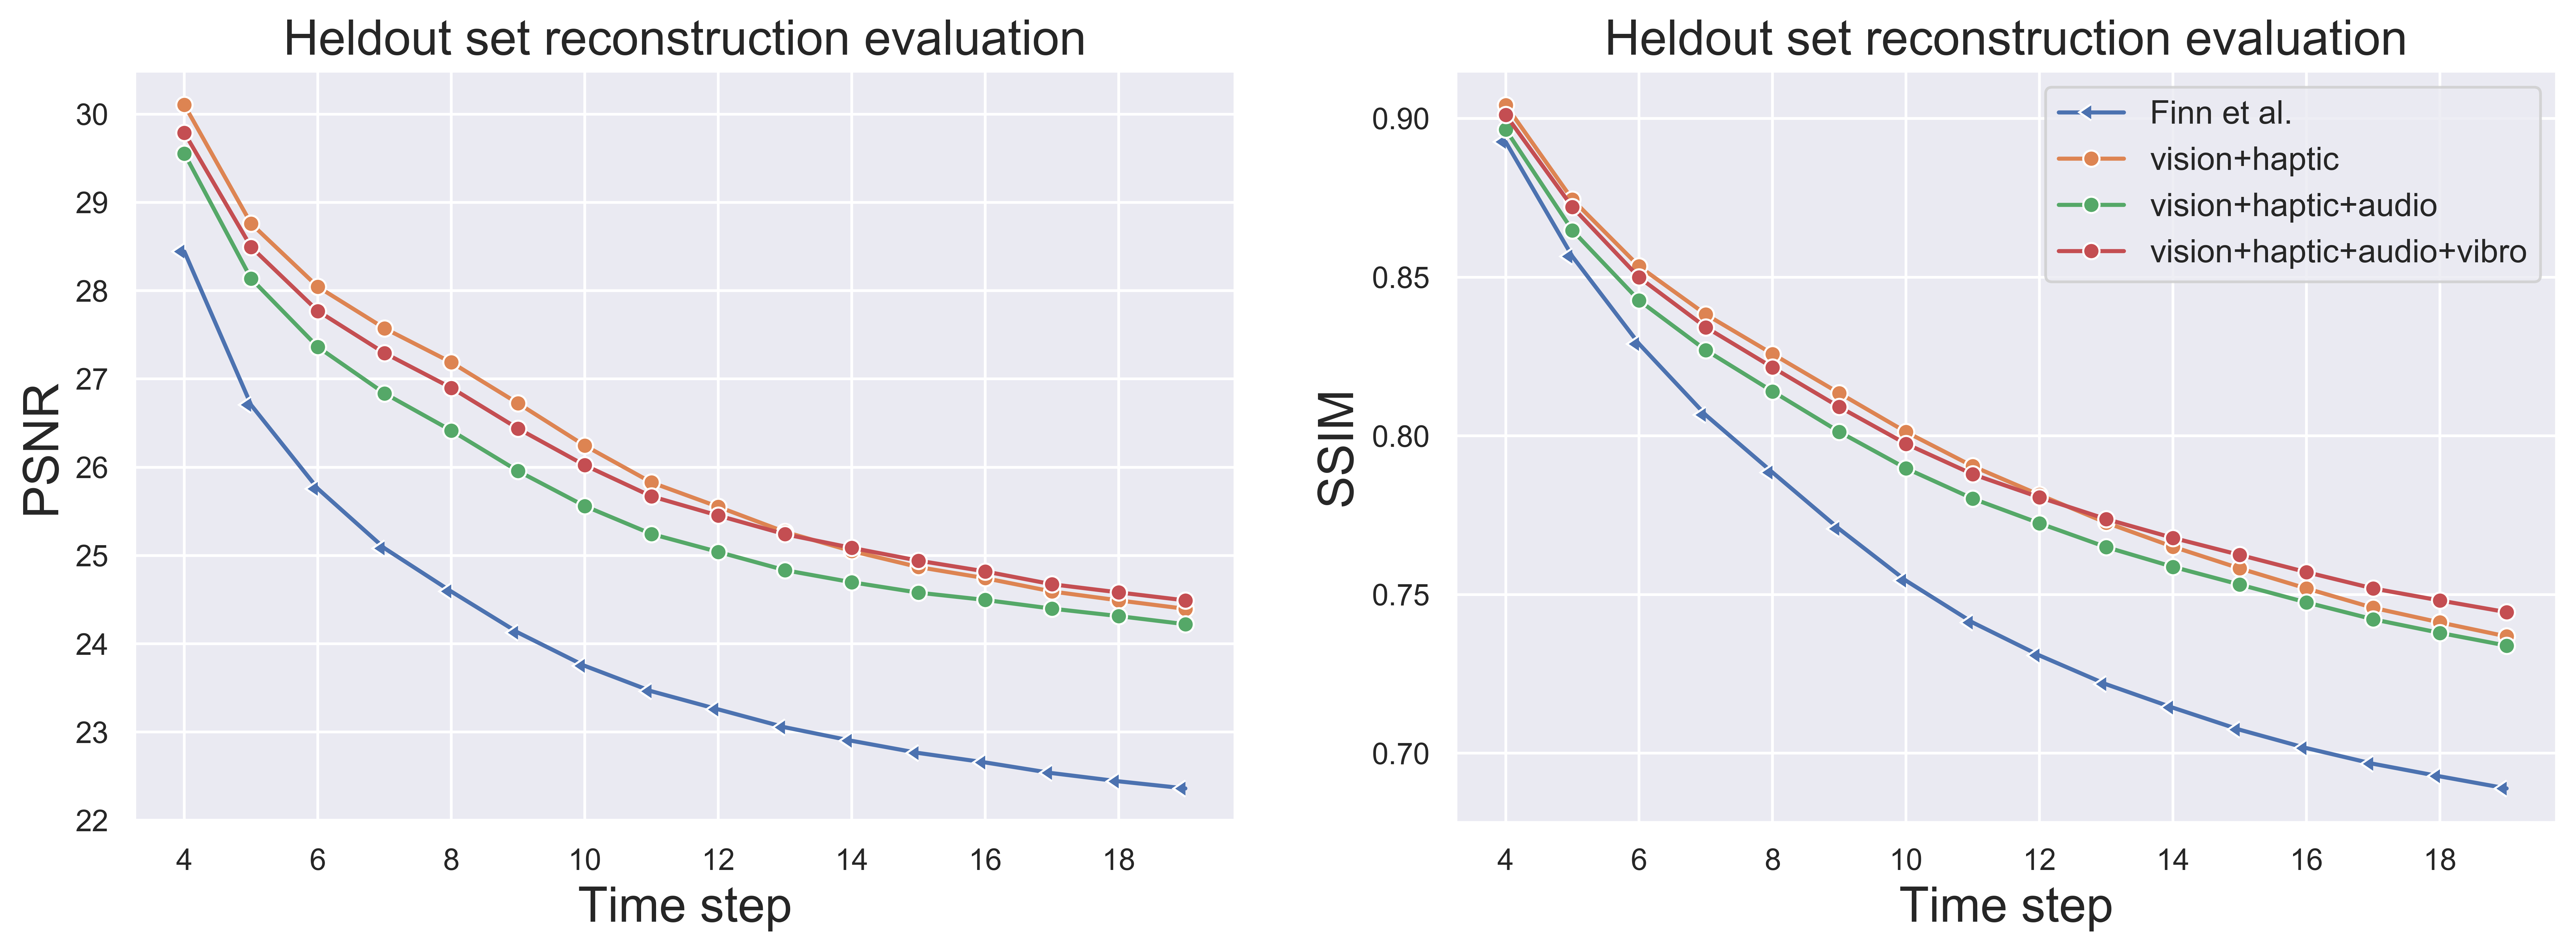 Heldout set reconstruction evaluation
PSNR
30
29
28
27
26
25
24
23
22
4 6 8 10 12 14 16 18
Time step
Heldout set reconstruction evaluation
SSIM
0.90
0.85
0.80
0.75
0.70
4 6 8 10 12 14 16 18
Time step
Finn et al.
vision+haptic
vision+haptic+audio
vision+haptic+audio+vibro